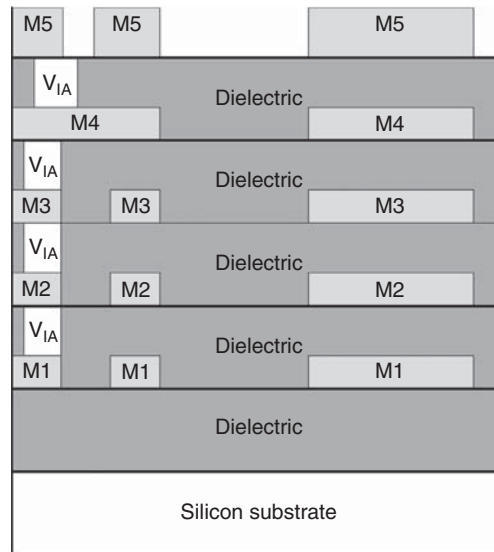 M5 M5 M5
VIA
Dielectric
M4 M4
VIA
Dielectric
M3 M3 M3
VIA
Dielectric
M2 M2 M2
VIA
Dielectric
M1 M1 M1
Dielectric
Silicon substrate